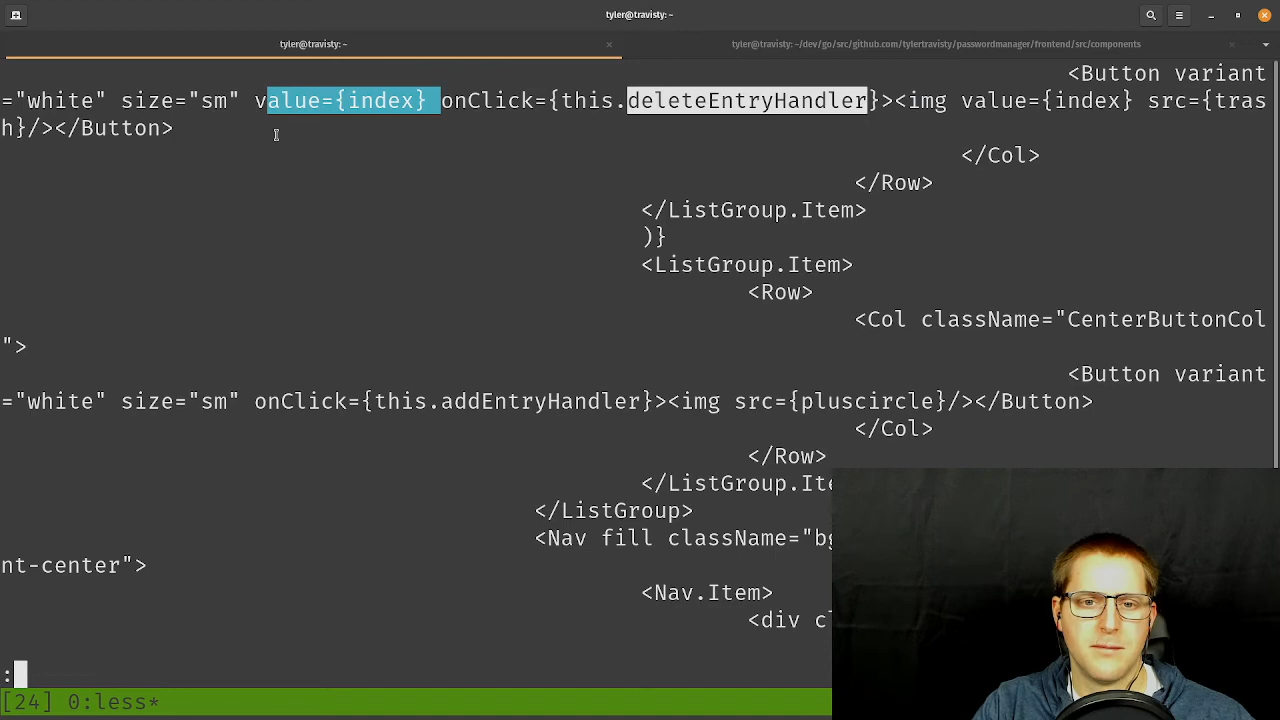 tyler@travisty: ~
tyler@travisty: ~
tyler@travisty: ~/dev/go/src/github.com/tylertravisty/passwordmanager/frontend/src/components
<Button variant
="white" size="sm" value={index} onClick={this.deleteEntryHandler}><img value={index} src={tras
h}/></Button>
</Col>
</Row>
</ListGroup.Item>
)}
<ListGroup.Item>
<Row>
<Col className="CenterButtonCol
">
<Button variant
="white" size="sm" onClick={this.addEntryHandler}><img src={pluscircle}/></Button>
</Col>
</Row>
</ListGroup.Ite
</ListGroup>
<Nav fill className="bg
nt-center">
<Nav.Item>
<div cl
:
[24] 0:less*